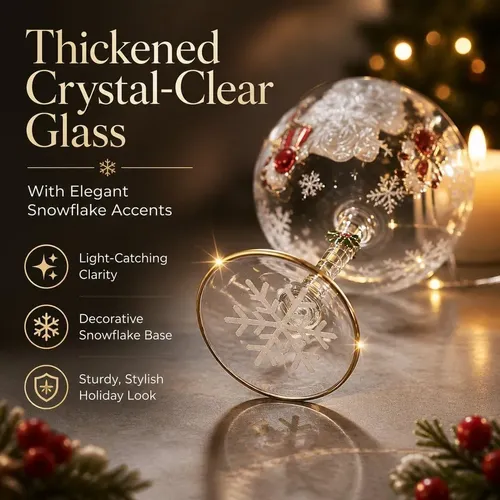 Thickened
Crystal-Clear
Glass
With Elegant
Snowflake Accents
Light-Catching
Clarity
Decorative
Snowflake Base
Sturdy, Stylish
Holiday Look